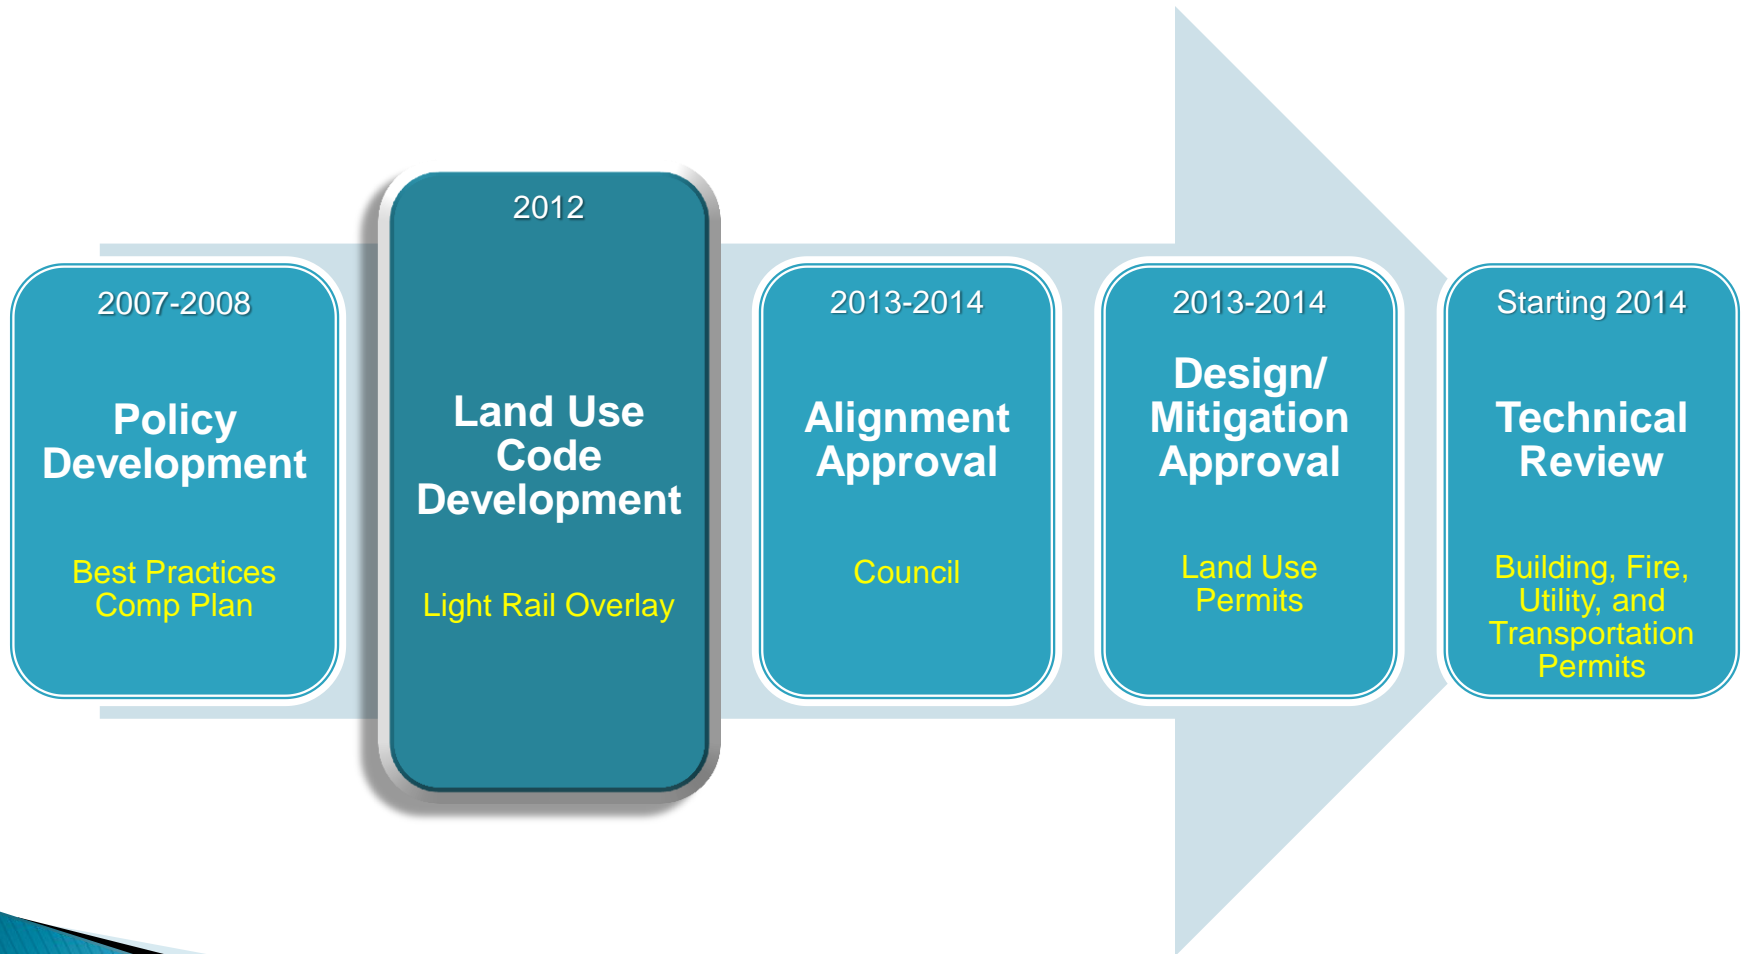 2007-2008
Policy
Development
Best Practices
Comp Plan
2012
Land Use
Code
Development
Light Rail Overlay
2013-2014
Alignment
Approval
Council
2013-2014
Design/
Mitigation
Approval
Land Use
Permits
Starting 2014
Technical
Review
Building, Fire,
Utility, and
Transportation
Permits